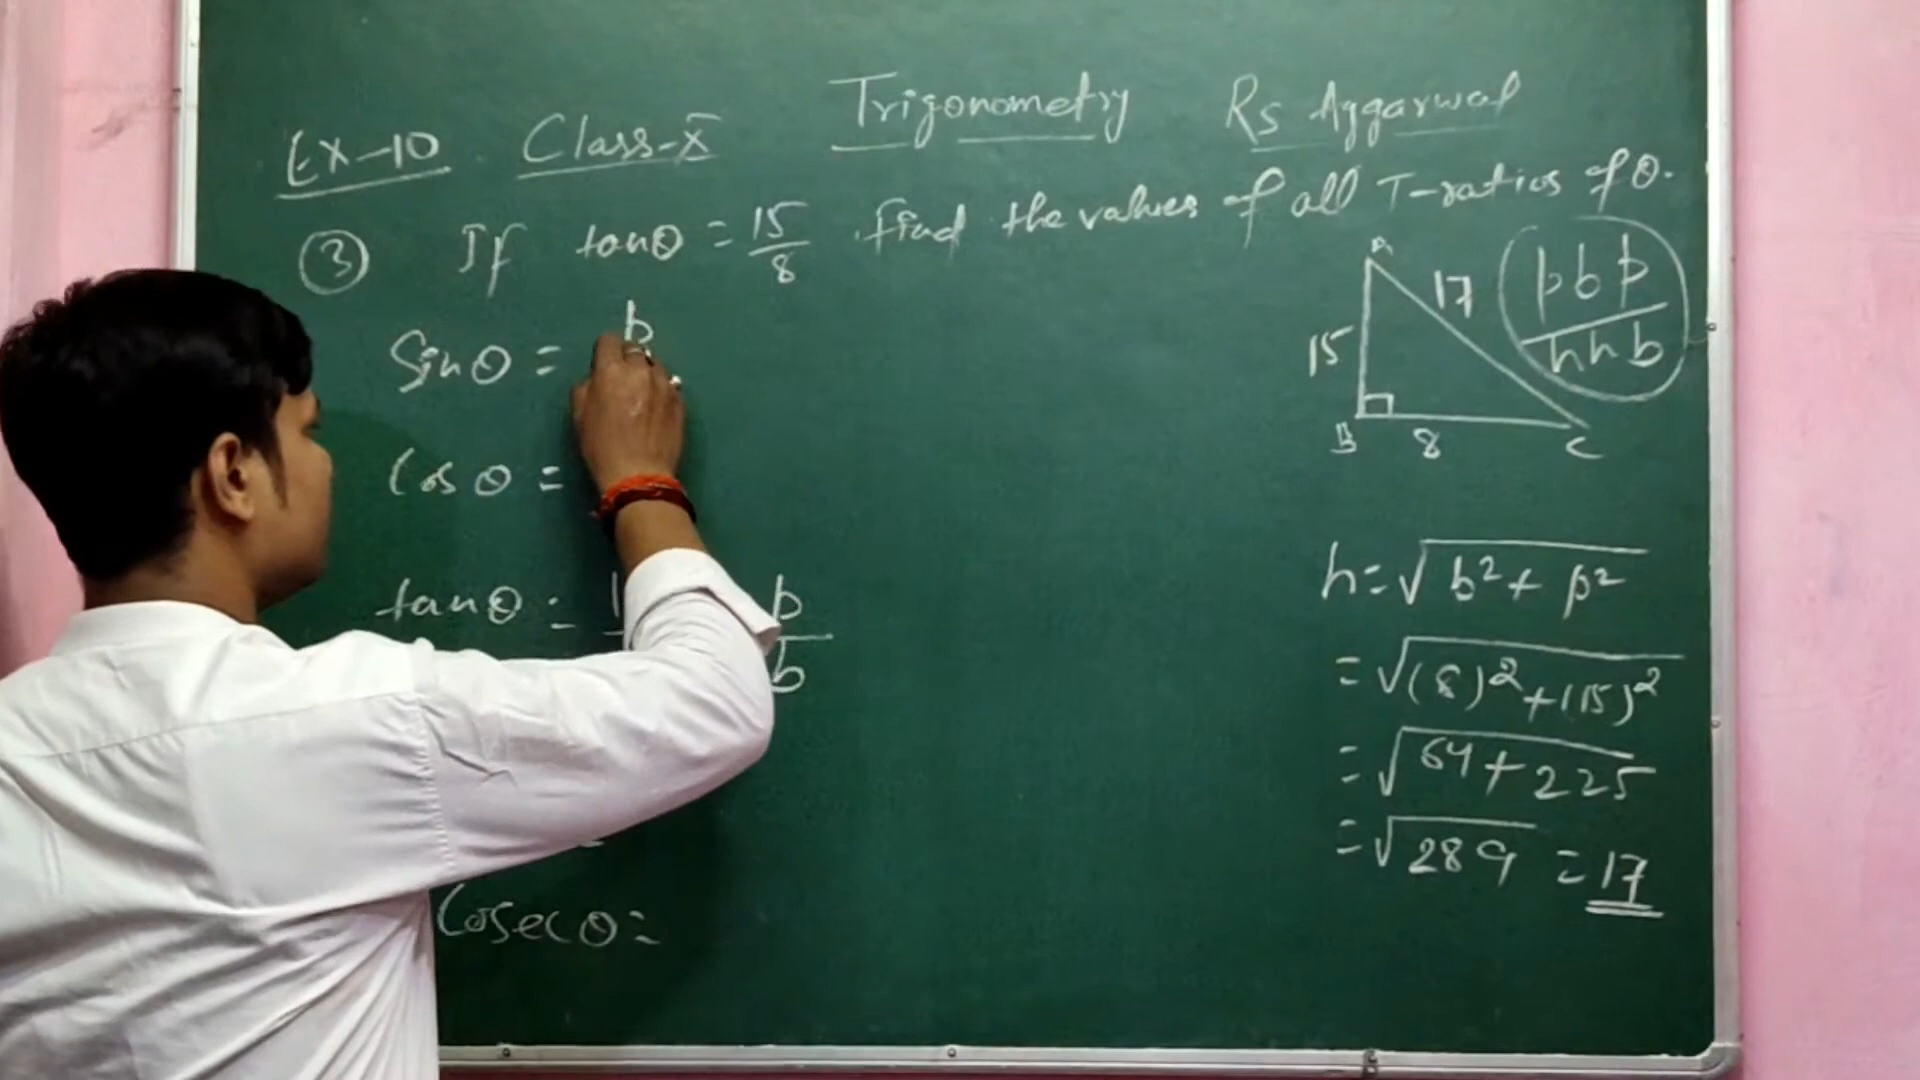 Ex-10 Class-X Trigonometry Rs Aggarwal
③ If tanθ = 15/8 . find the values of all T-ratios of θ.
Sinθ = p
Cosθ =
tanθ = p/b
Cosecθ =
A
15 17
B 8 C
p b p
h h b
h = √b² + p²
= √(8)² + (15)²
= √64 + 225
= √289 = 17